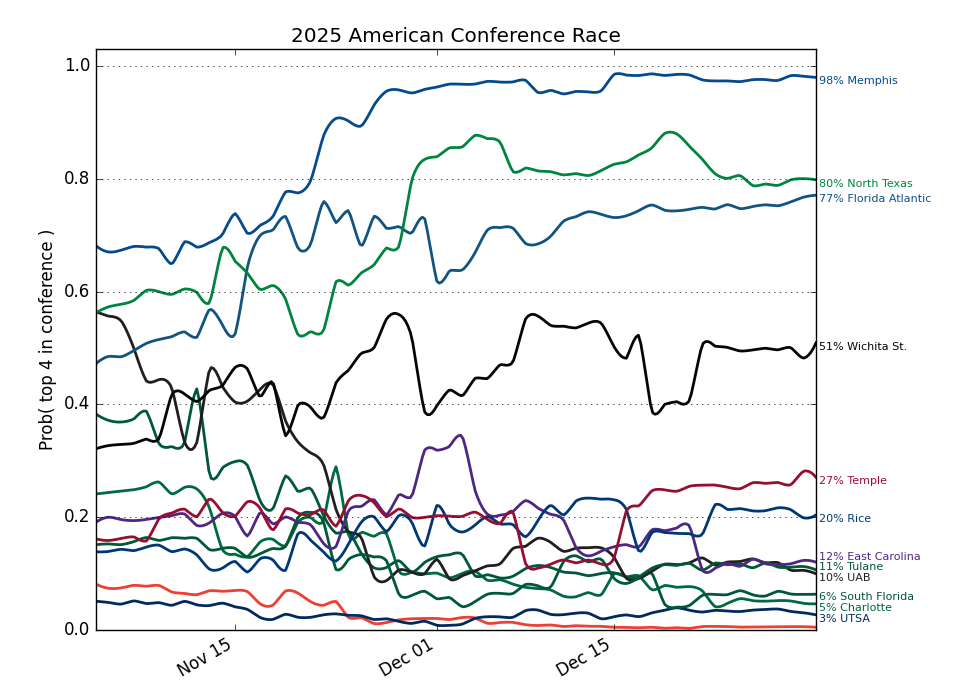 2025 American Conference Race
Prob( top 4 in conference )
1.0
0.8
0.6
0.4
0.2
0.0
Nov 15
Dec 01
Dec 15
98% Memphis
80% North Texas
77% Florida Atlantic
51% Wichita St.
27% Temple
20% Rice
12% East Carolina
11% Tulane
10% UAB
6% South Florida
5% Charlotte
3% UTSA